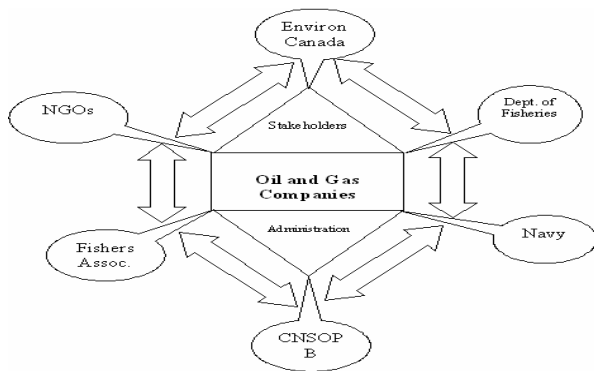 Environ
Canada
NGOs
Dept. of
Fisheries
Stakeholders
Oil and Gas
Companies
Administration
Fishers
Assoc.
Navy
CNSOP
B